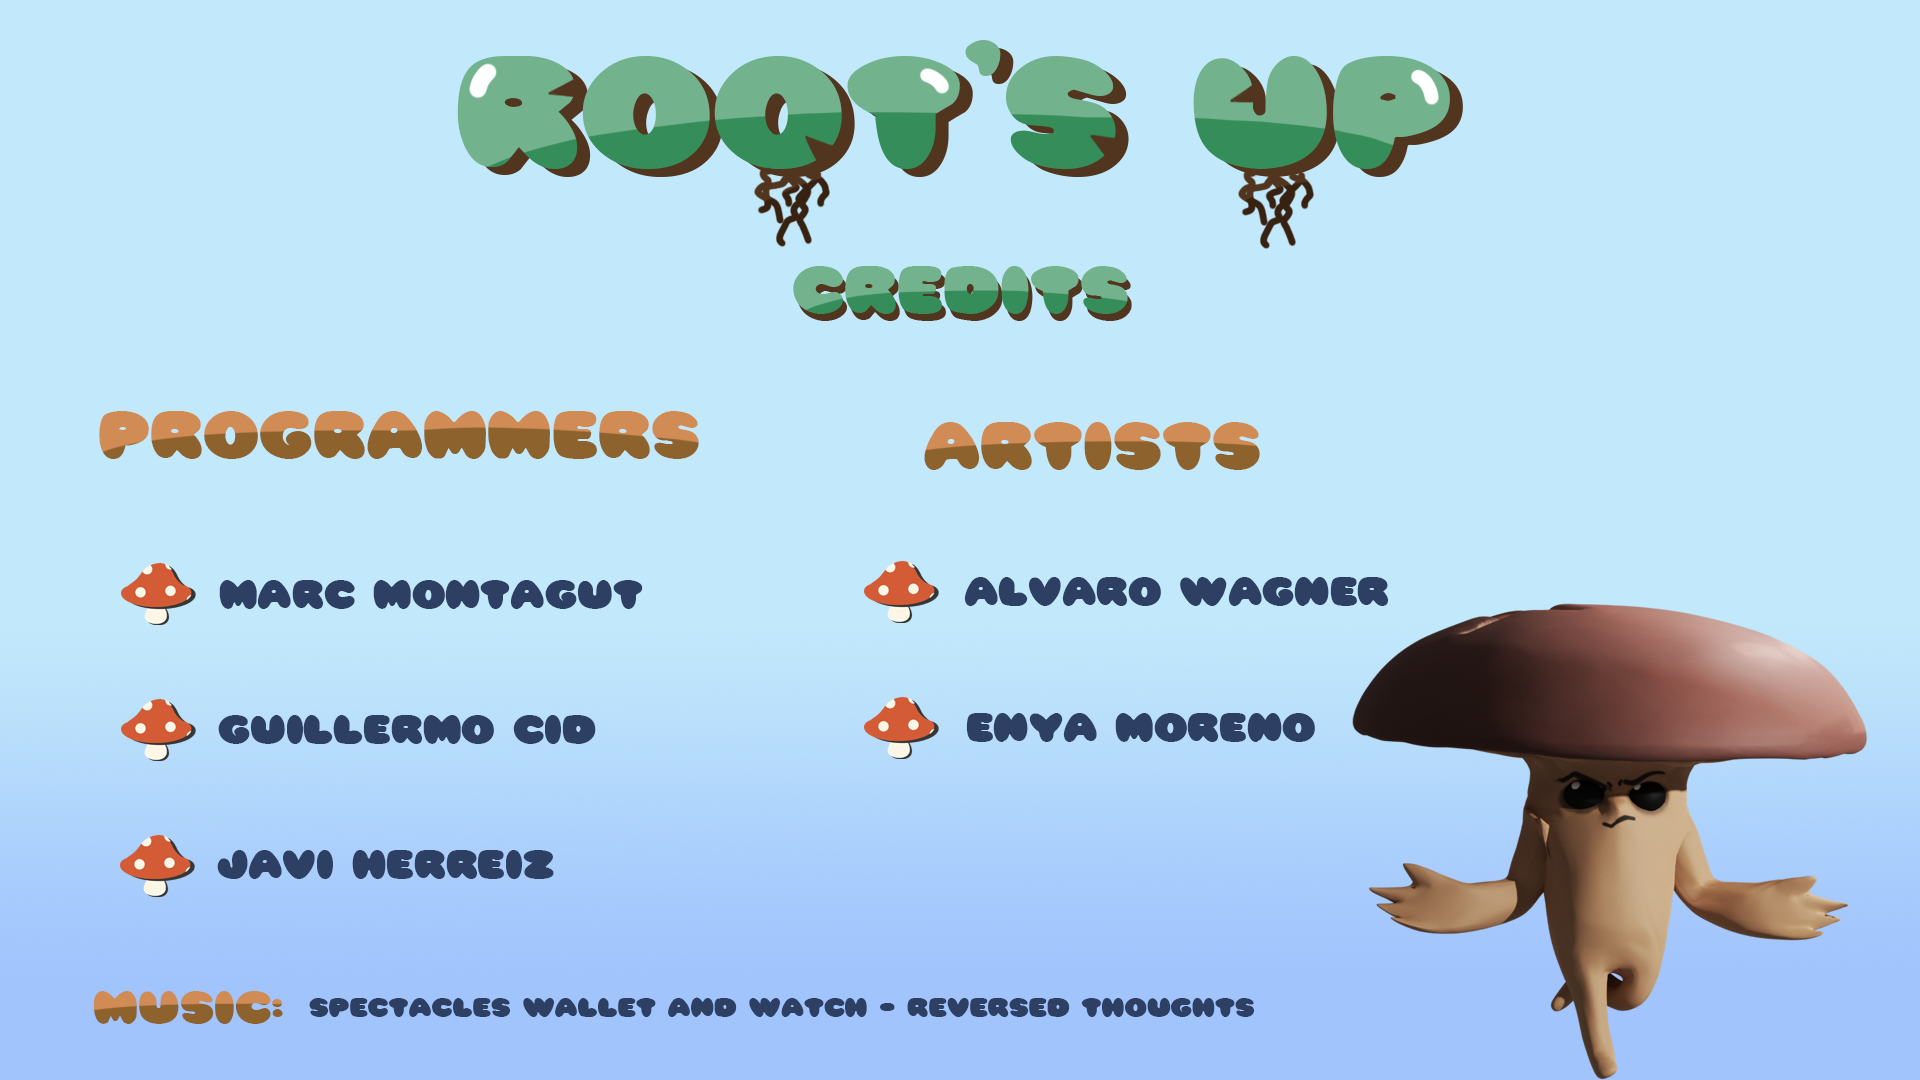 ROOT'S UP
CREDITS
PROGRAMMERS
MARC MONTAGUT
GUILLERMO CID
JAVI HERREIZ
ARTISTS
ALVARO WAGNER
ENYA MORENO
MUSIC: SPECTACLES WALLET AND WATCH - REVERSED THOUGHTS